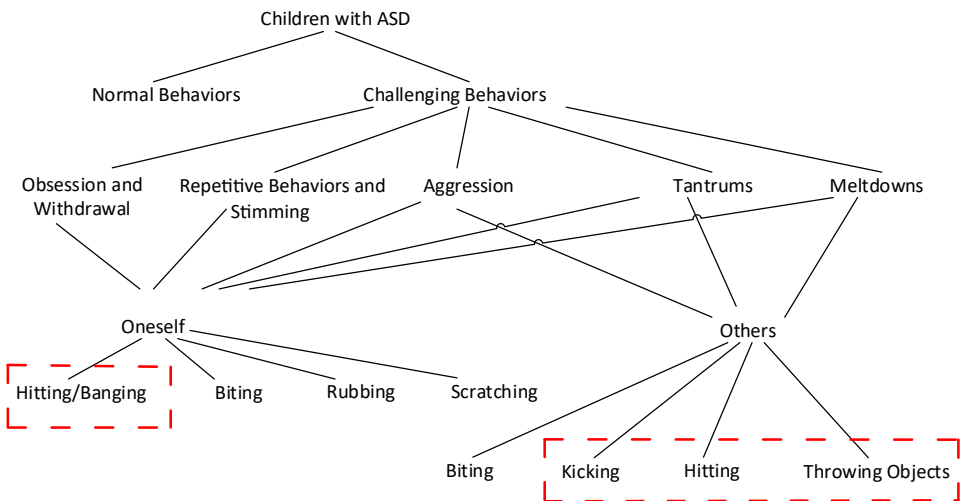 Children with ASD
Normal Behaviors
Challenging Behaviors
Obsession and
Withdrawal
Repetitive Behaviors and
Stimming
Aggression
Tantrums
Meltdowns
Oneself
Others
Hitting/Banging
Biting
Rubbing
Scratching
Biting
Kicking
Hitting
Throwing Objects